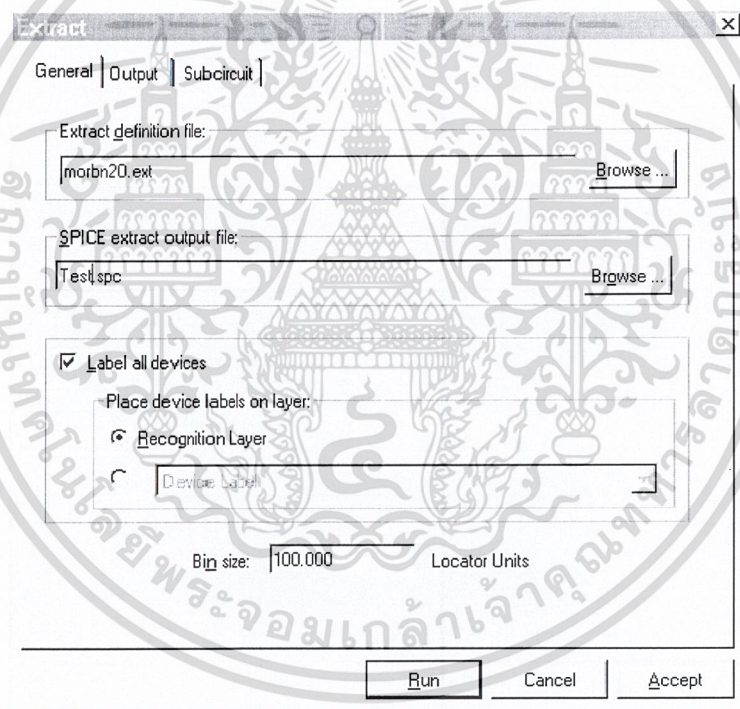 Extract
General Output Subcircuit
Extract definition file:
morbn20.ext
Browse ...
SPICE extract output file:
Test.spc
Browse ...
Label all devices
Place device labels on layer:
Recognition Layer
Device Label
Bin size: 100.000 Locator Units
Run Cancel Accept